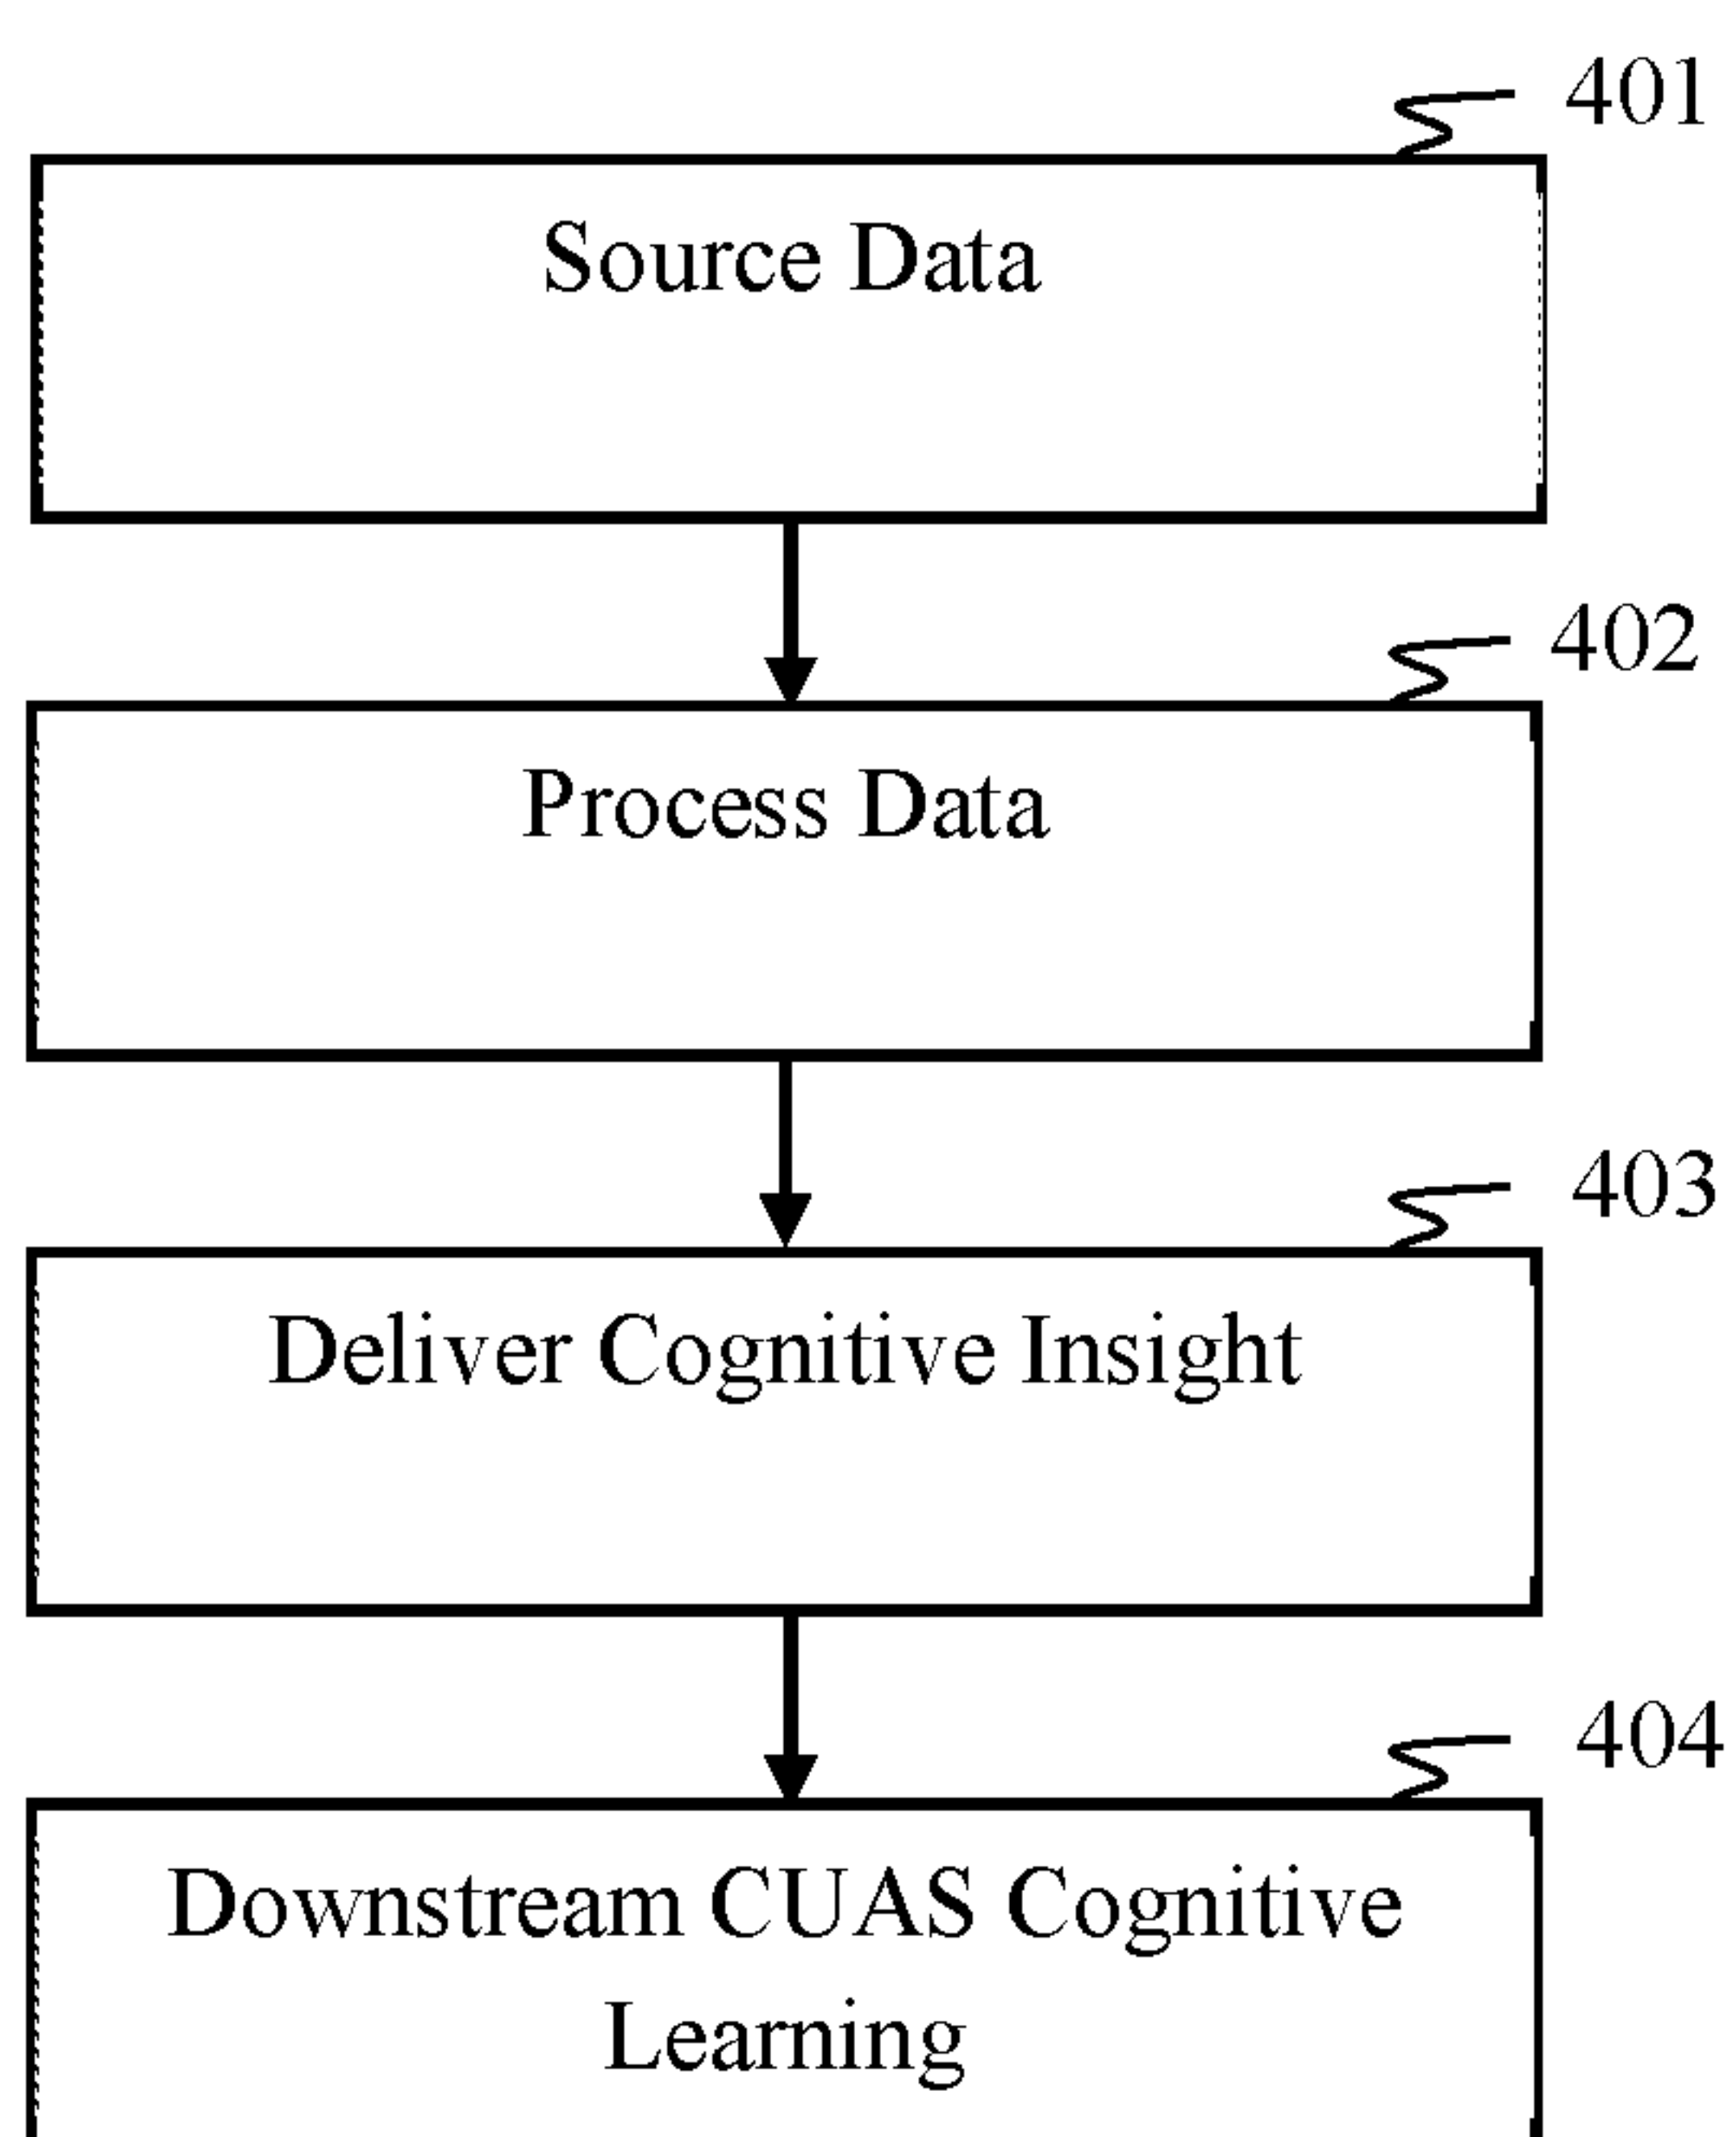 401
Source Data
402
Process Data
403
Deliver Cognitive Insight
404
Downstream CUAS Cognitive
Learning